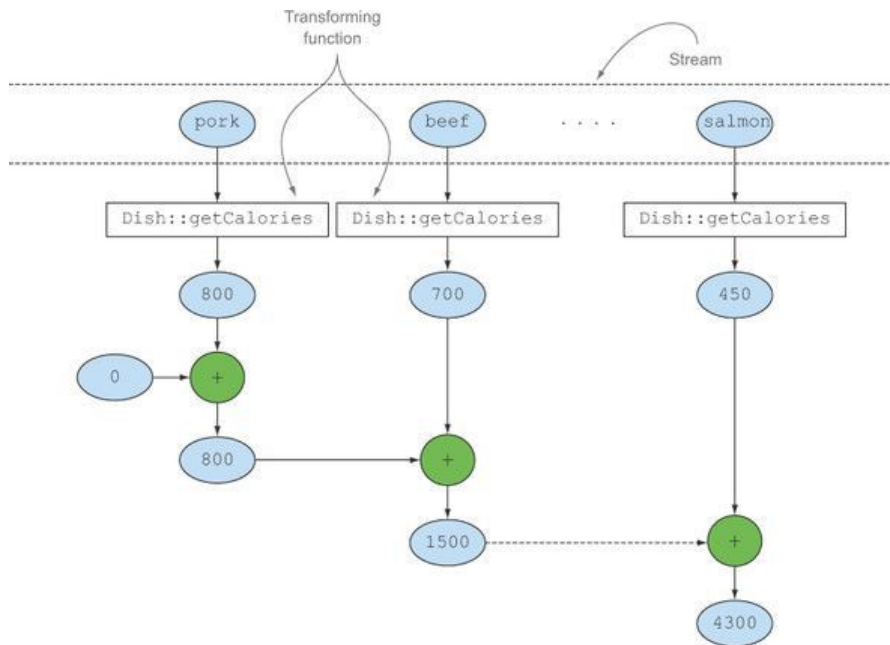 Transforming
function
Stream
pork
beef
. . . .
salmon
Dish::getCalories
Dish::getCalories
Dish::getCalories
800
700
450
0
+
800
+
1500
+
4300